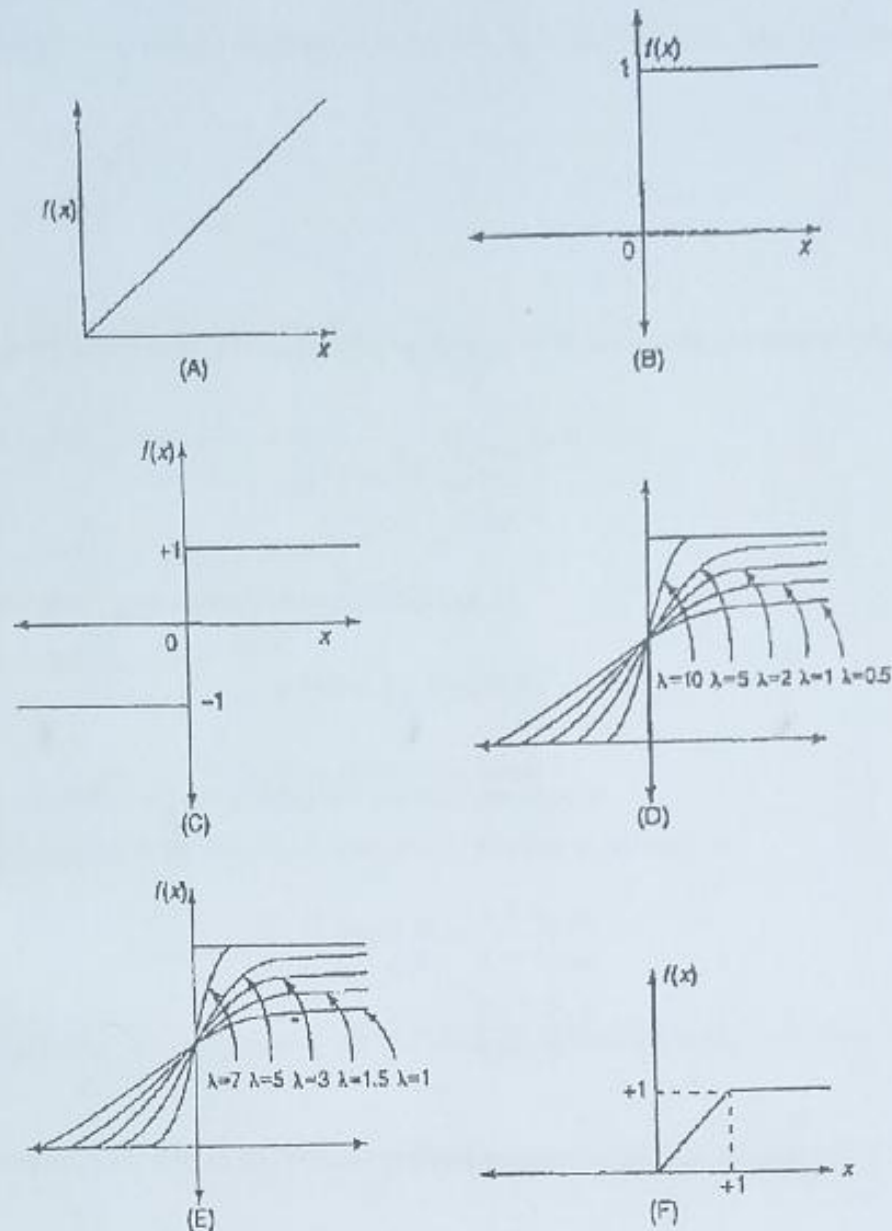 f(x)
x
(A)
f(x)
1
0
x
(B)
f(x)
+1
0
x
-1
(C)
λ=10 λ=5 λ=2 λ=1 λ=0.5
(D)
f(x)
λ=7 λ=5 λ=3 λ=1.5 λ=1
(E)
f(x)
+1
+1
x
(F)